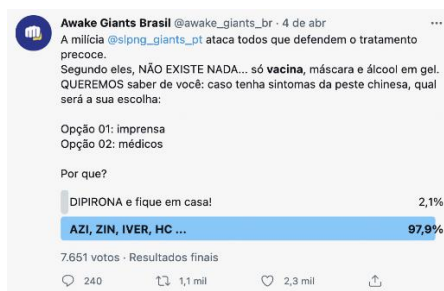 Awake Giants Brasil @awake_giants_br · 4 de abr
A milícia @slpng_giants_pt ataca todos que defendem o tratamento
precoce.
Segundo eles, NÃO EXISTE NADA... só vacina, máscara e álcool em gel.
QUEREMOS saber de você: caso tenha sintomas da peste chinesa, qual
será a sua escolha:
Opção 01: imprensa
Opção 02: médicos
Por que?
DIPIRONA e fique em casa! 2,1%
AZI, ZIN, IVER, HC ... 97,9%
7.651 votos · Resultados finais
240 1,1 mil 2,3 mil